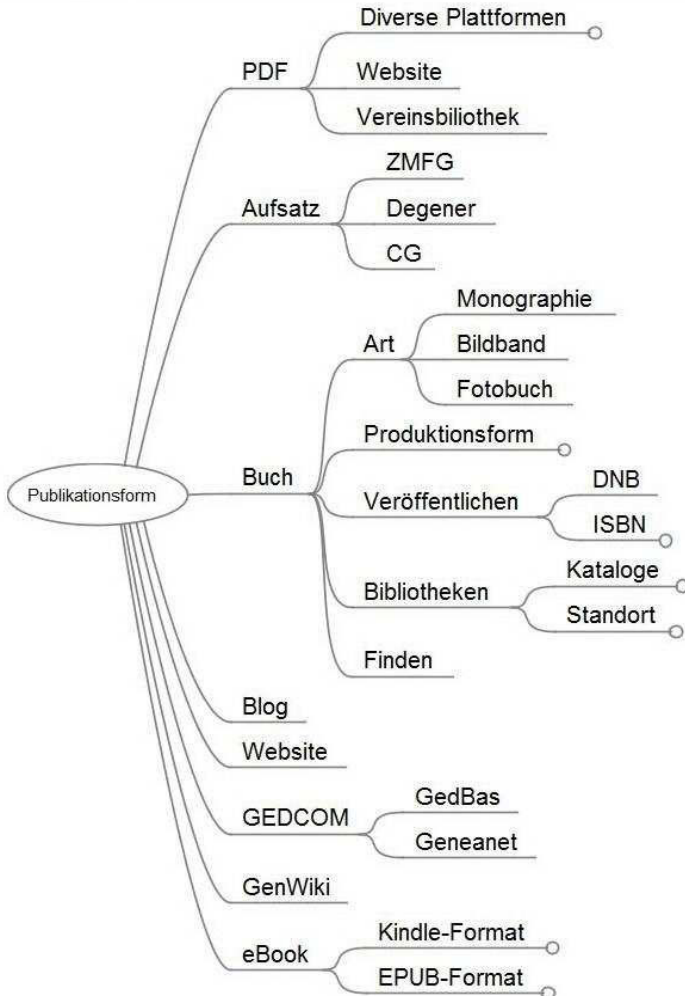 Publikationsform
PDF
Diverse Plattformen
Website
Vereinsbiliothek
Aufsatz
ZMFG
Degener
CG
Buch
Art
Monographie
Bildband
Fotobuch
Produktionsform
Veröffentlichen
DNB
ISBN
Bibliotheken
Kataloge
Standort
Finden
Blog
Website
GEDCOM
GedBas
Geneanet
GenWiki
eBook
Kindle-Format
EPUB-Format